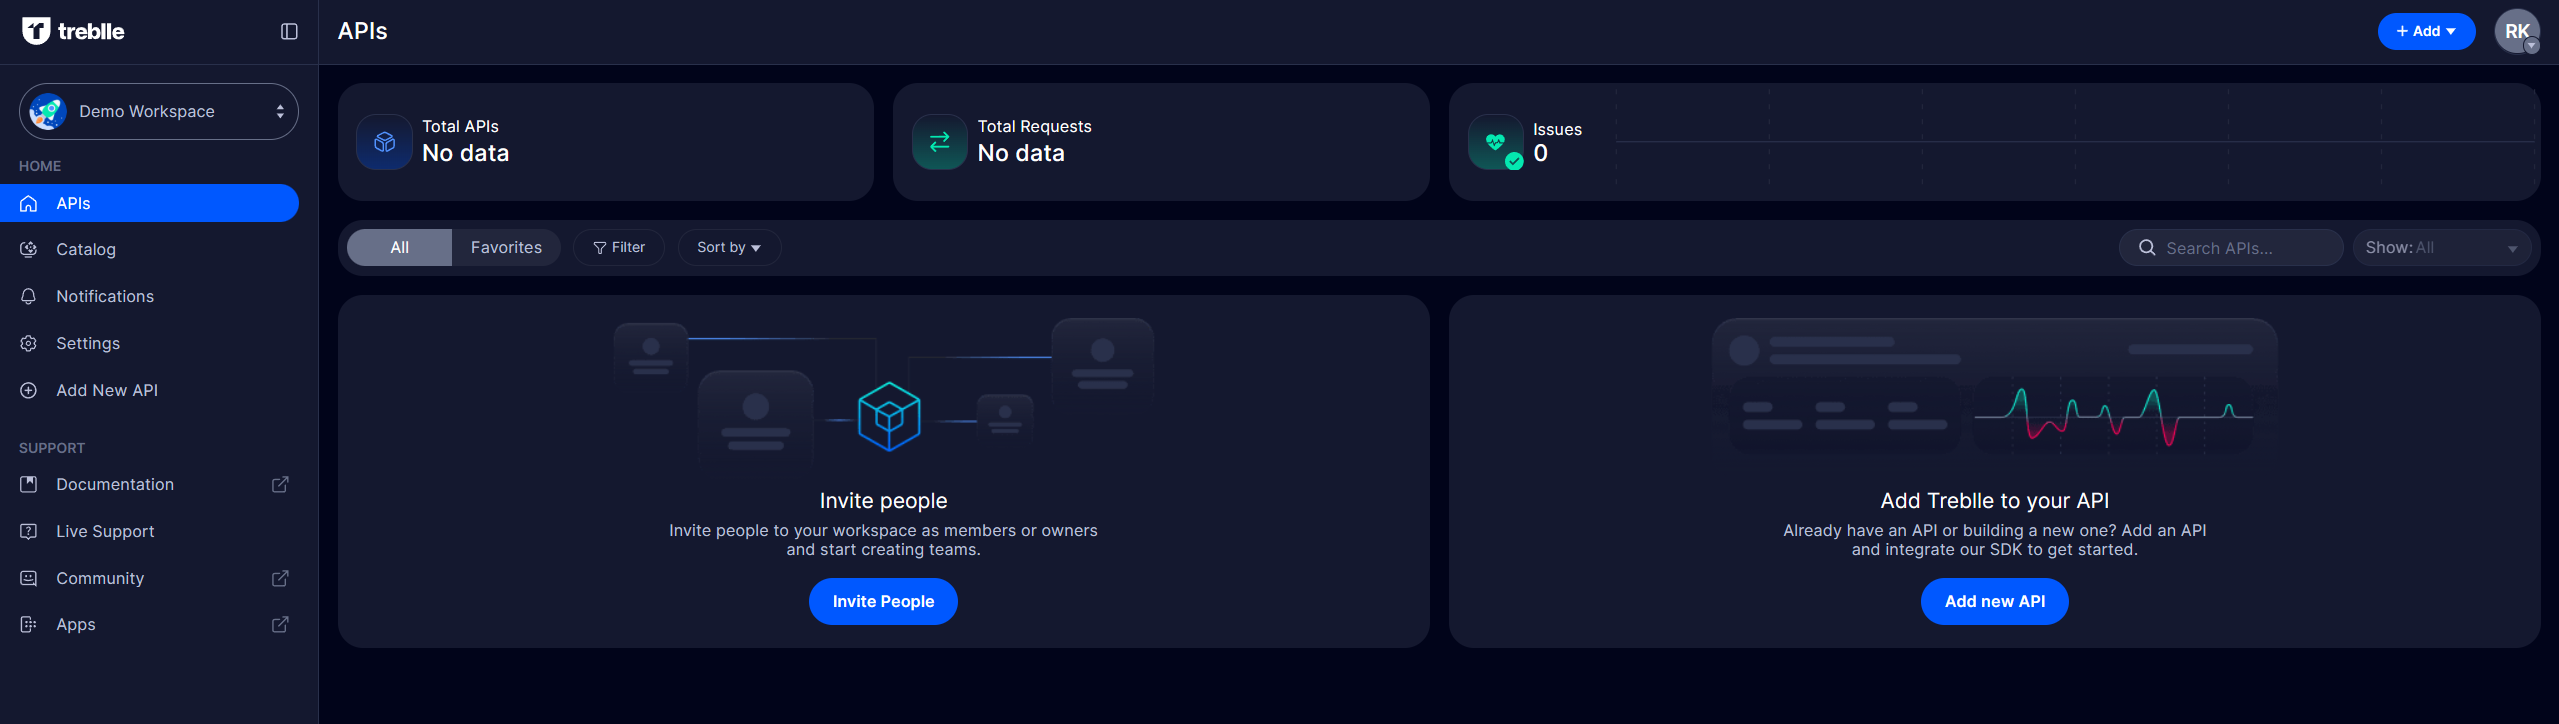 treblle
APIs
+ Add
RK
Demo Workspace
HOME
APIs
Catalog
Notifications
Settings
Add New API
SUPPORT
Documentation
Live Support
Community
Apps
Total APIs
No data
Total Requests
No data
Issues
0
All
Favorites
Filter
Sort by
Search APIs...
Show: All
Invite people
Invite people to your workspace as members or owners
and start creating teams.
Invite People
Add Treblle to your API
Already have an API or building a new one? Add an API
and integrate our SDK to get started.
Add new API